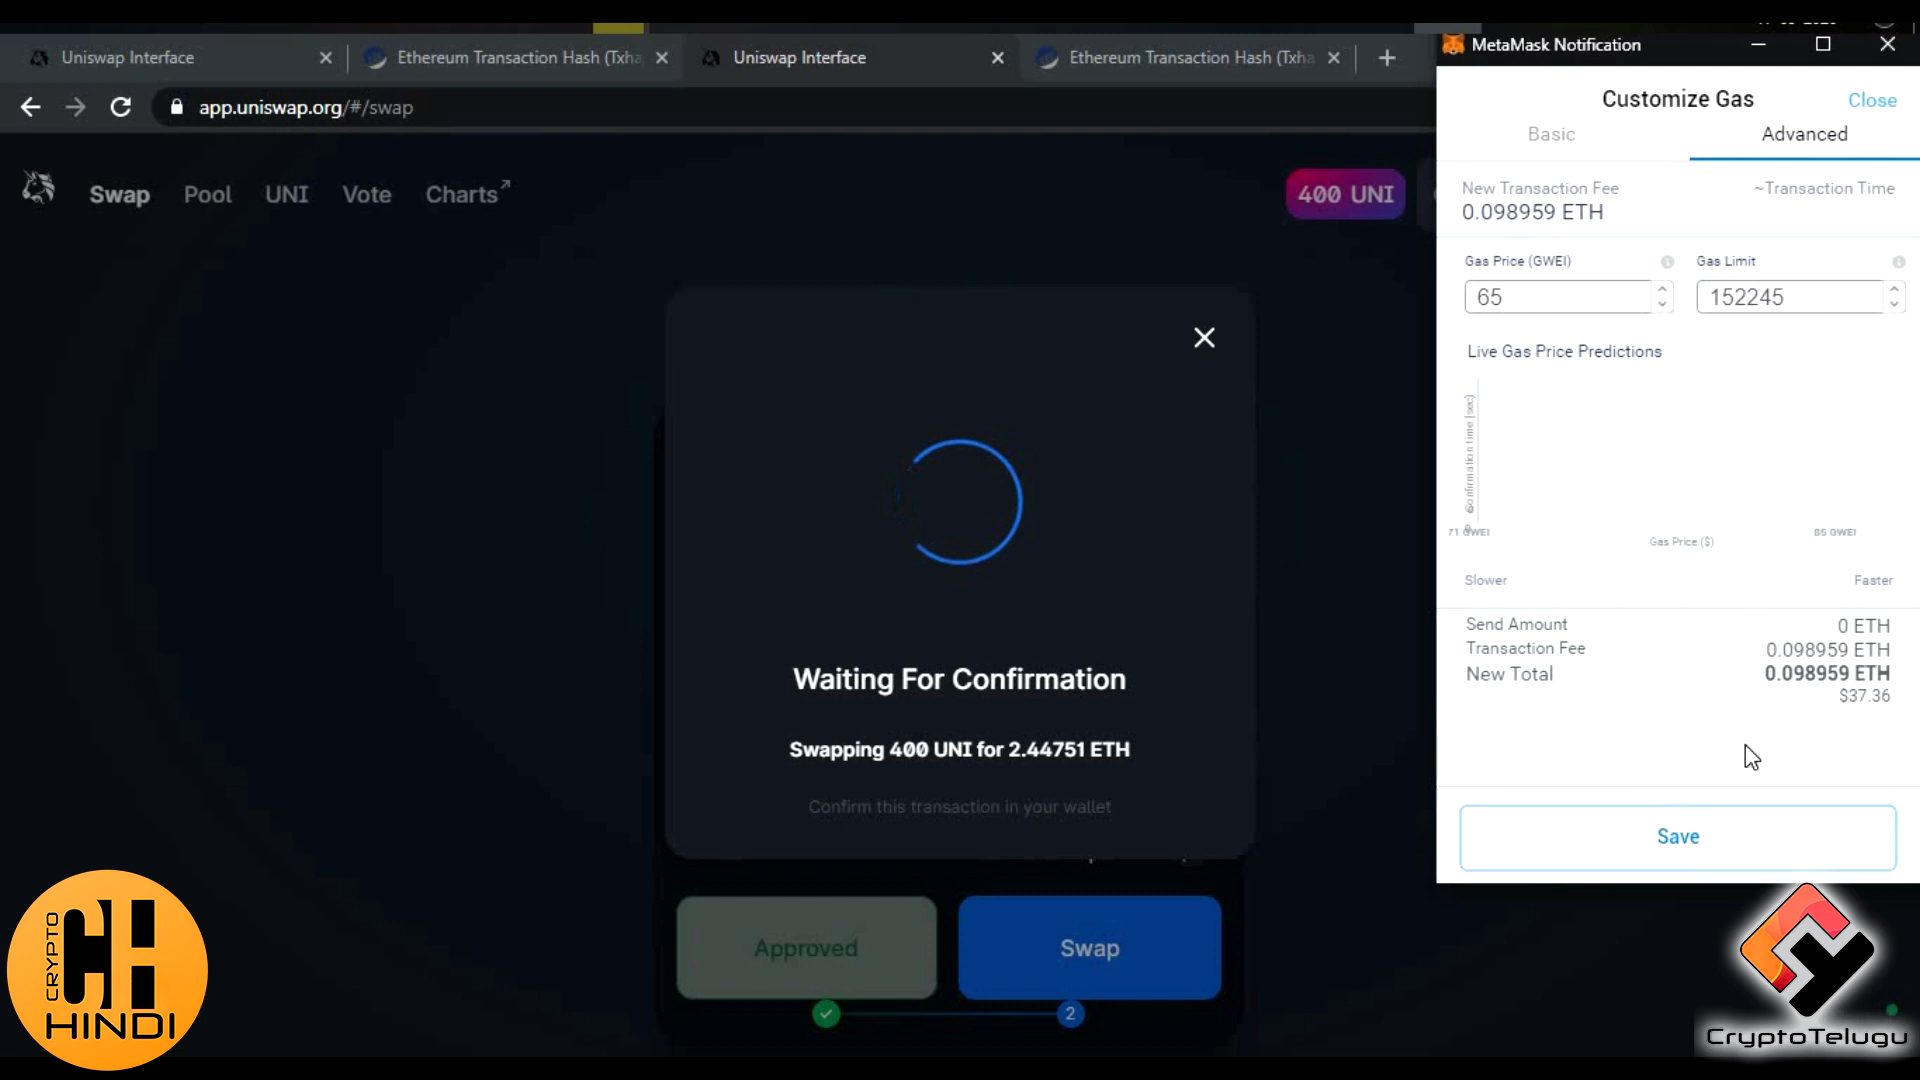 Uniswap Interface
Ethereum Transaction Hash (Txha
Uniswap Interface
Ethereum Transaction Hash (Txha
app.uniswap.org/#/swap
Swap
Pool
UNI
Vote
Charts↗
400 UNI
Waiting For Confirmation
Swapping 400 UNI for 2.44751 ETH
Confirm this transaction in your wallet
Approved
Swap
2
MetaMask Notification
Customize Gas
Close
Basic
Advanced
New Transaction Fee
~Transaction Time
0.098959 ETH
Gas Price (GWEI)
Gas Limit
65
152245
Live Gas Price Predictions
Confirmation time (sec)
71 GWEI
85 GWEI
Gas Price ($)
Slower
Faster
Send Amount
0 ETH
Transaction Fee
0.098959 ETH
New Total
0.098959 ETH
$37.36
Save
CRYPTO
CH
HINDI
CryptoTelugu